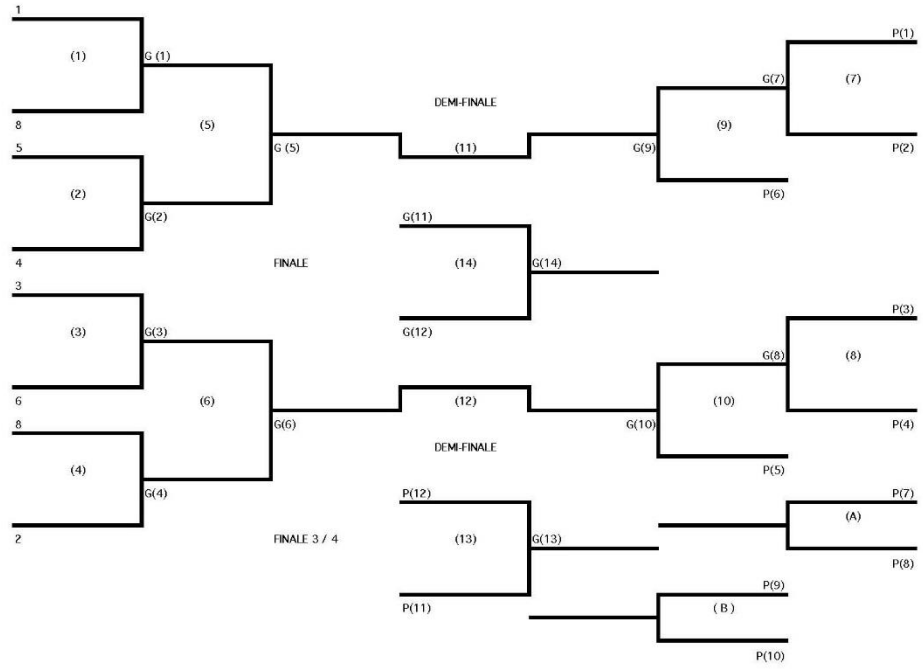 1
P(1)
(1)
G (1)
G(7)
(7)
DEMI-FINALE
8
(5)
(9)
5
G (5)
(11)
G(9)
P(2)
(2)
P(6)
G(2)
G(11)
4
FINALE
(14)
G(14)
3
P(3)
(3)
G(3)
G(12)
G(8)
(8)
6
(6)
(12)
(10)
8
G(6)
G(10)
P(4)
DEMI-FINALE
(4)
P(5)
G(4)
P(12)
P(7)
(A)
2
FINALE 3 / 4
(13)
G(13)
P(8)
P(9)
P(11)
( B )
P(10)